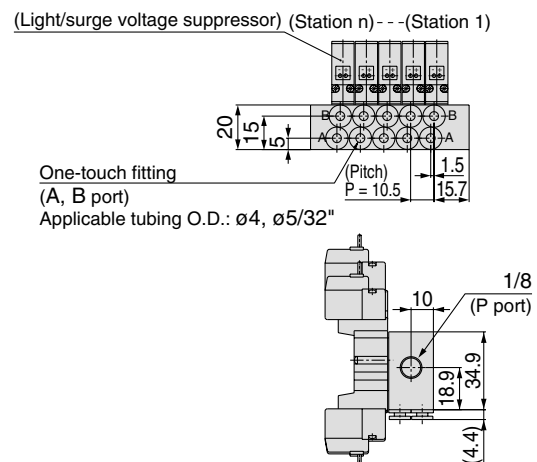 (Light/surge voltage suppressor) (Station n)---(Station 1)
B B
20
15
5
A A
One-touch fitting
(A, B port)
Applicable tubing O.D.: ø4, ø5/32"
(Pitch)
P = 10.5
1.5
15.7
1/8
(P port)
10
18.9
34.9
(4.4)